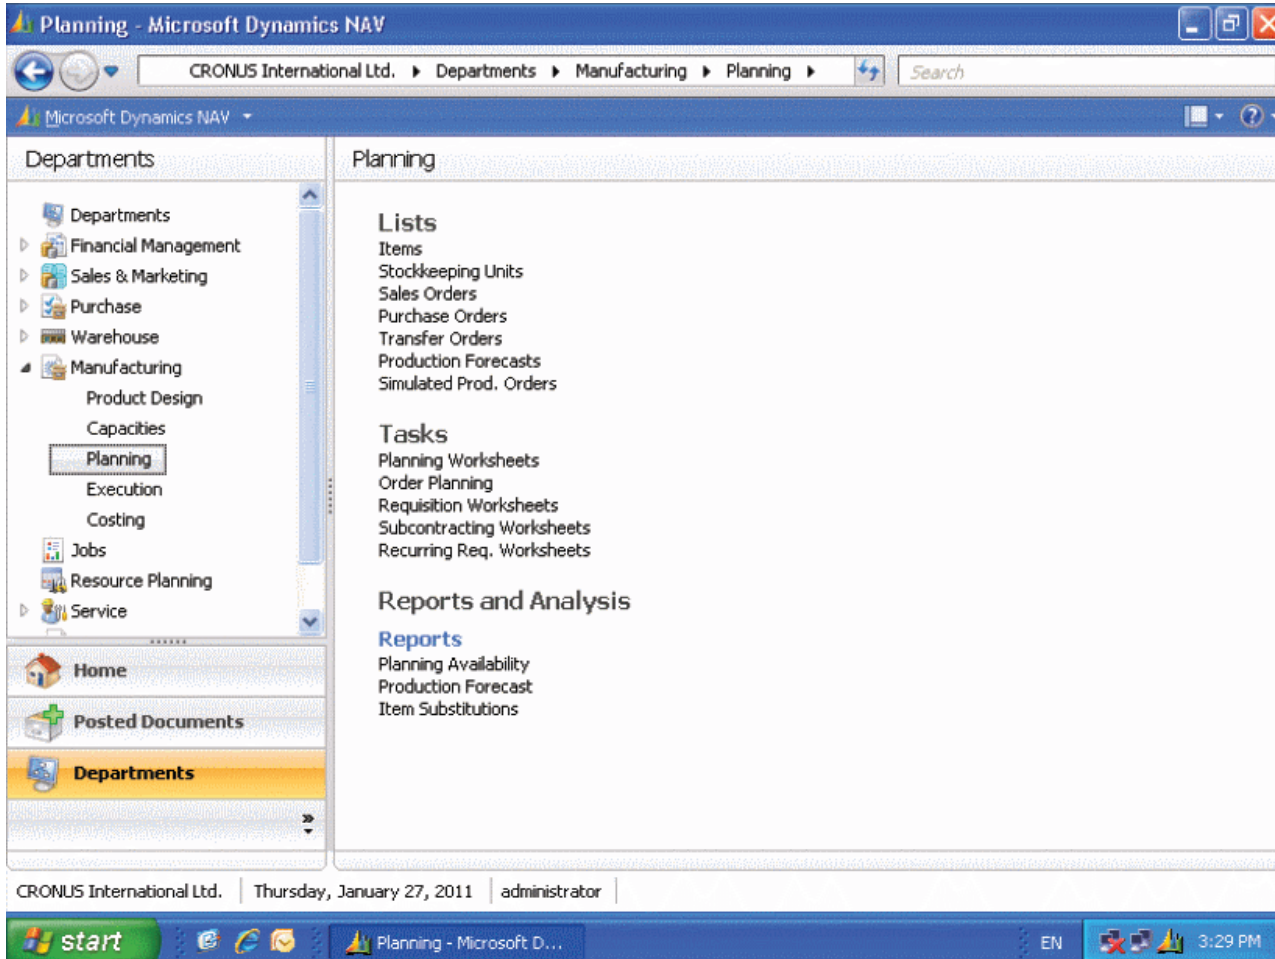 Planning - Microsoft Dynamics NAV
CRONUS International Ltd. ▸ Departments ▸ Manufacturing ▸ Planning ▸
Search
Microsoft Dynamics NAV
Departments
Departments
Financial Management
Sales & Marketing
Purchase
Warehouse
Manufacturing
Product Design
Capacities
Planning
Execution
Costing
Jobs
Resource Planning
Service
Home
Posted Documents
Departments
Planning
Lists
Items
Stockkeeping Units
Sales Orders
Purchase Orders
Transfer Orders
Production Forecasts
Simulated Prod. Orders
Tasks
Planning Worksheets
Order Planning
Requisition Worksheets
Subcontracting Worksheets
Recurring Req. Worksheets
Reports and Analysis
Reports
Planning Availability
Production Forecast
Item Substitutions
CRONUS International Ltd. Thursday, January 27, 2011 administrator
start Planning - Microsoft D... EN 3:29 PM